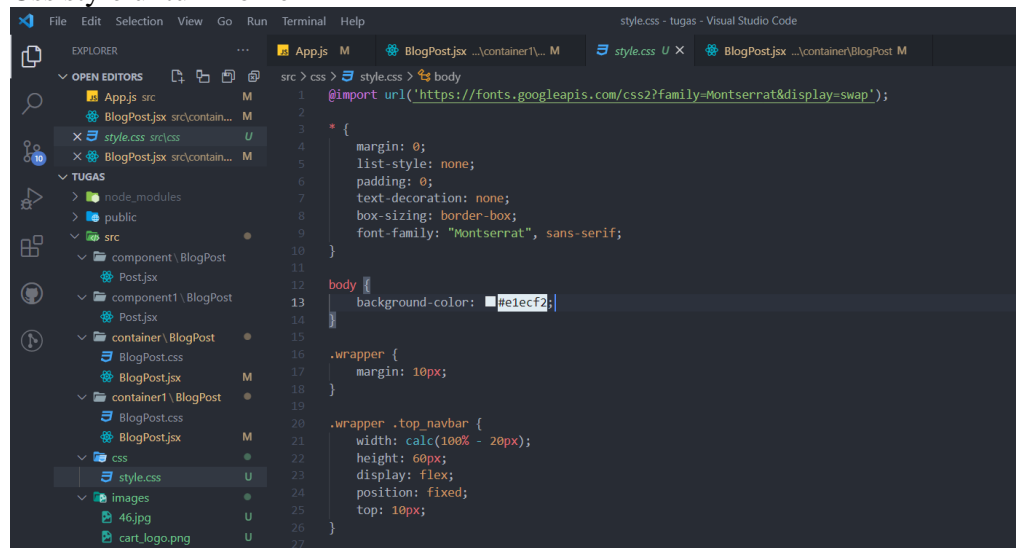 File Edit Selection View Go Run Terminal Help style.css - tugas - Visual Studio Code
EXPLORER ...
JS App.js M
BlogPost.jsx ...\container1\... M
style.css U
BlogPost.jsx ...\container\BlogPost M
OPEN EDITORS
JS App.js src M
BlogPost.jsx src\contain... M
style.css src\css U
BlogPost.jsx src\contain... M
10
TUGAS
node_modules
public
src
component\BlogPost
Post.jsx
component1\BlogPost
Post.jsx
container\BlogPost
BlogPost.css
BlogPost.jsx M
container1\BlogPost
BlogPost.css
BlogPost.jsx M
css
style.css U
images
46.jpg U
cart_logo.png U
src > css > style.css > body
1 @import url('https://fonts.googleapis.com/css2?family=Montserrat&display=swap');
2
3 * {
4 margin: 0;
5 list-style: none;
6 padding: 0;
7 text-decoration: none;
8 box-sizing: border-box;
9 font-family: "Montserrat", sans-serif;
10 }
11
12 body {
13 background-color: #e1ecf2;
14 }
15
16 .wrapper {
17 margin: 10px;
18 }
19
20 .wrapper .top_navbar {
21 width: calc(100% - 20px);
22 height: 60px;
23 display: flex;
24 position: fixed;
25 top: 10px;
26 }
27